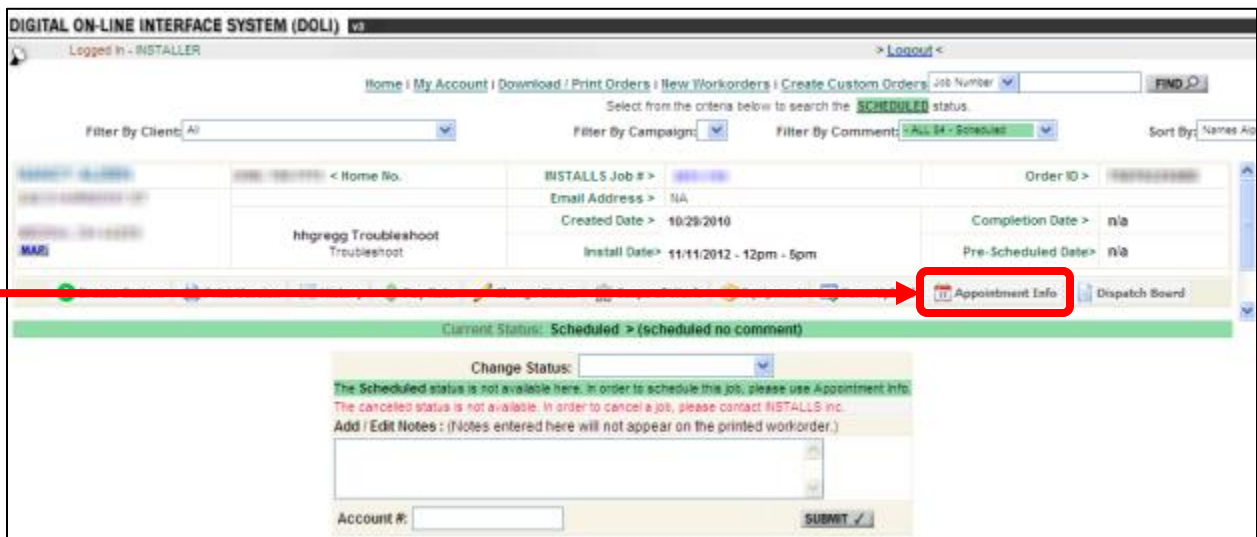 DIGITAL ON-LINE INTERFACE SYSTEM (DOLI) v3
Logged In - INSTALLER > Logout <
Home | My Account | Download / Print Orders | New Workorders | Create Custom Orders Job Number FIND
Select from the criteria below to search the SCHEDULED status.
Filter By Client: All Filter By Campaign: Filter By Comment: - ALL 84 - Scheduled Sort By: Names
< Home No. INSTALLS Job # > Order ID >
Email Address > NA
hhgregg Troubleshoot Created Date > 10/29/2010 Completion Date > n/a
MAP| Troubleshoot Install Date> 11/11/2012 - 12pm - 5pm Pre-Scheduled Date> n/a
Appointment Info Dispatch Board
Current Status: Scheduled > (scheduled no comment)
Change Status:
The Scheduled status is not available here. In order to schedule this job, please use Appointment Info.
The cancelled status is not available. In order to cancel a job, please contact INSTALLS inc.
Add / Edit Notes : (Notes entered here will not appear on the printed workorder.)
Account #: SUBMIT ✓